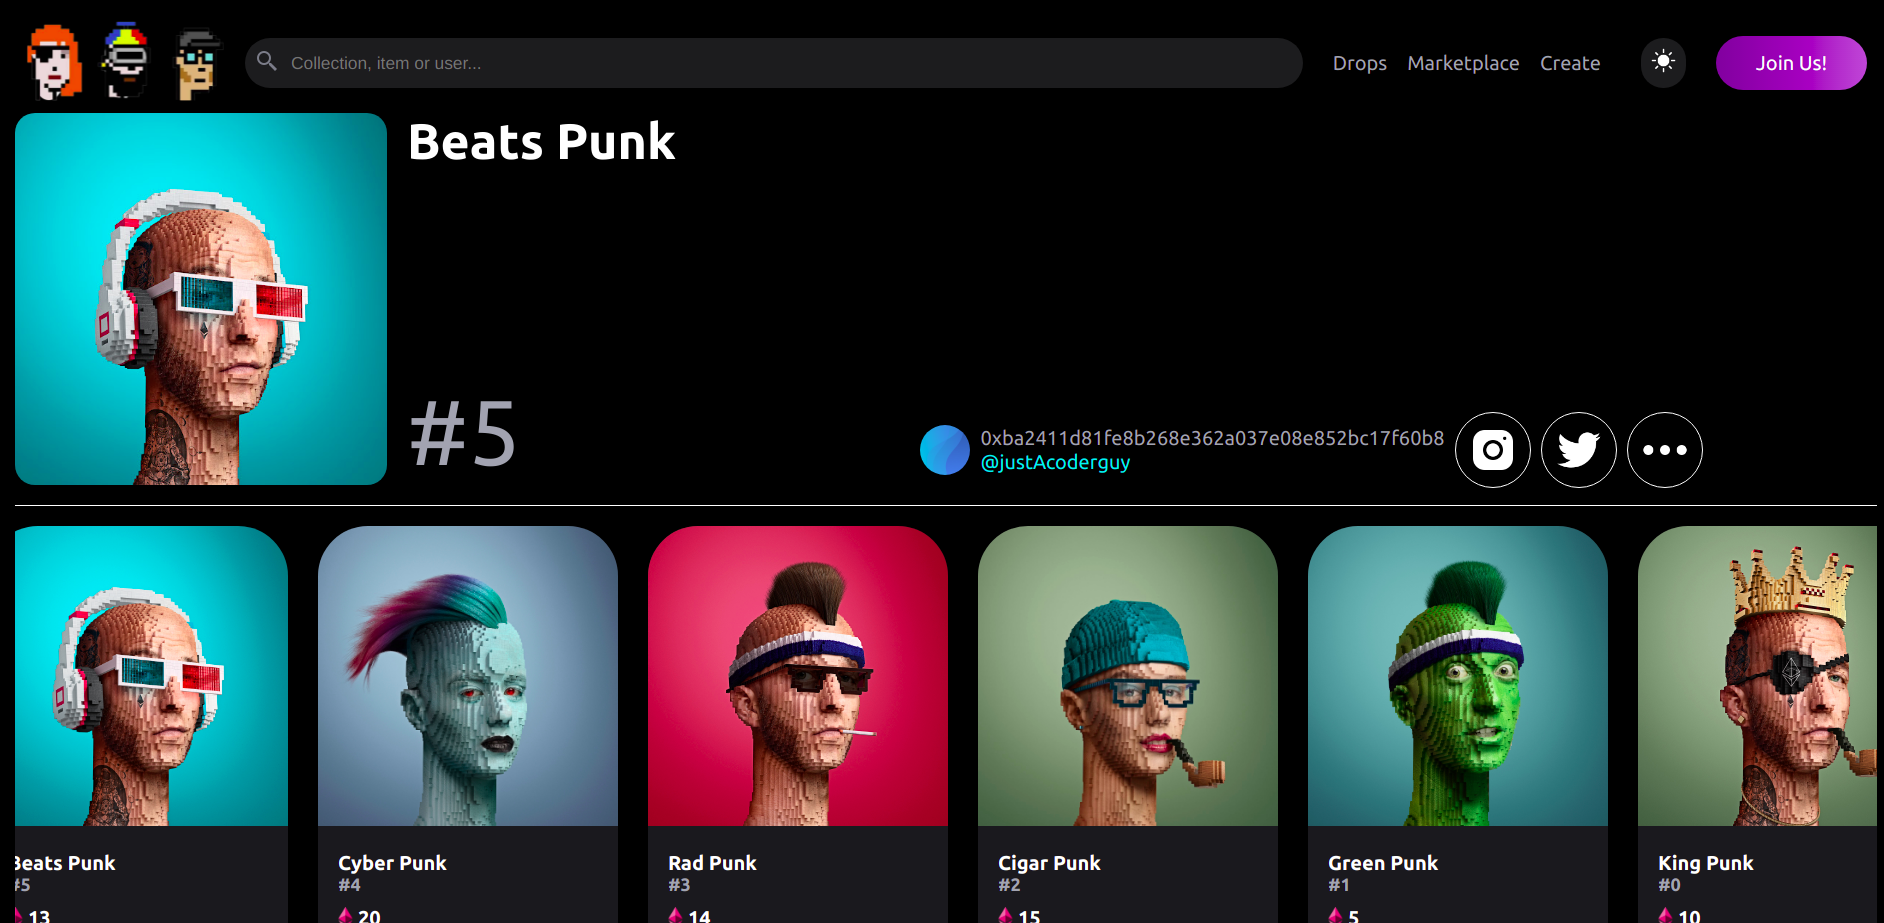 Collection, item or user...
Drops Marketplace Create
Join Us!
Beats Punk
#5
0xba2411d81fe8b268e362a037e08e852bc17f60b8
@justAcoderguy
Beats Punk
#5
13
Cyber Punk
#4
20
Rad Punk
#3
14
Cigar Punk
#2
15
Green Punk
#1
5
King Punk
#0
10